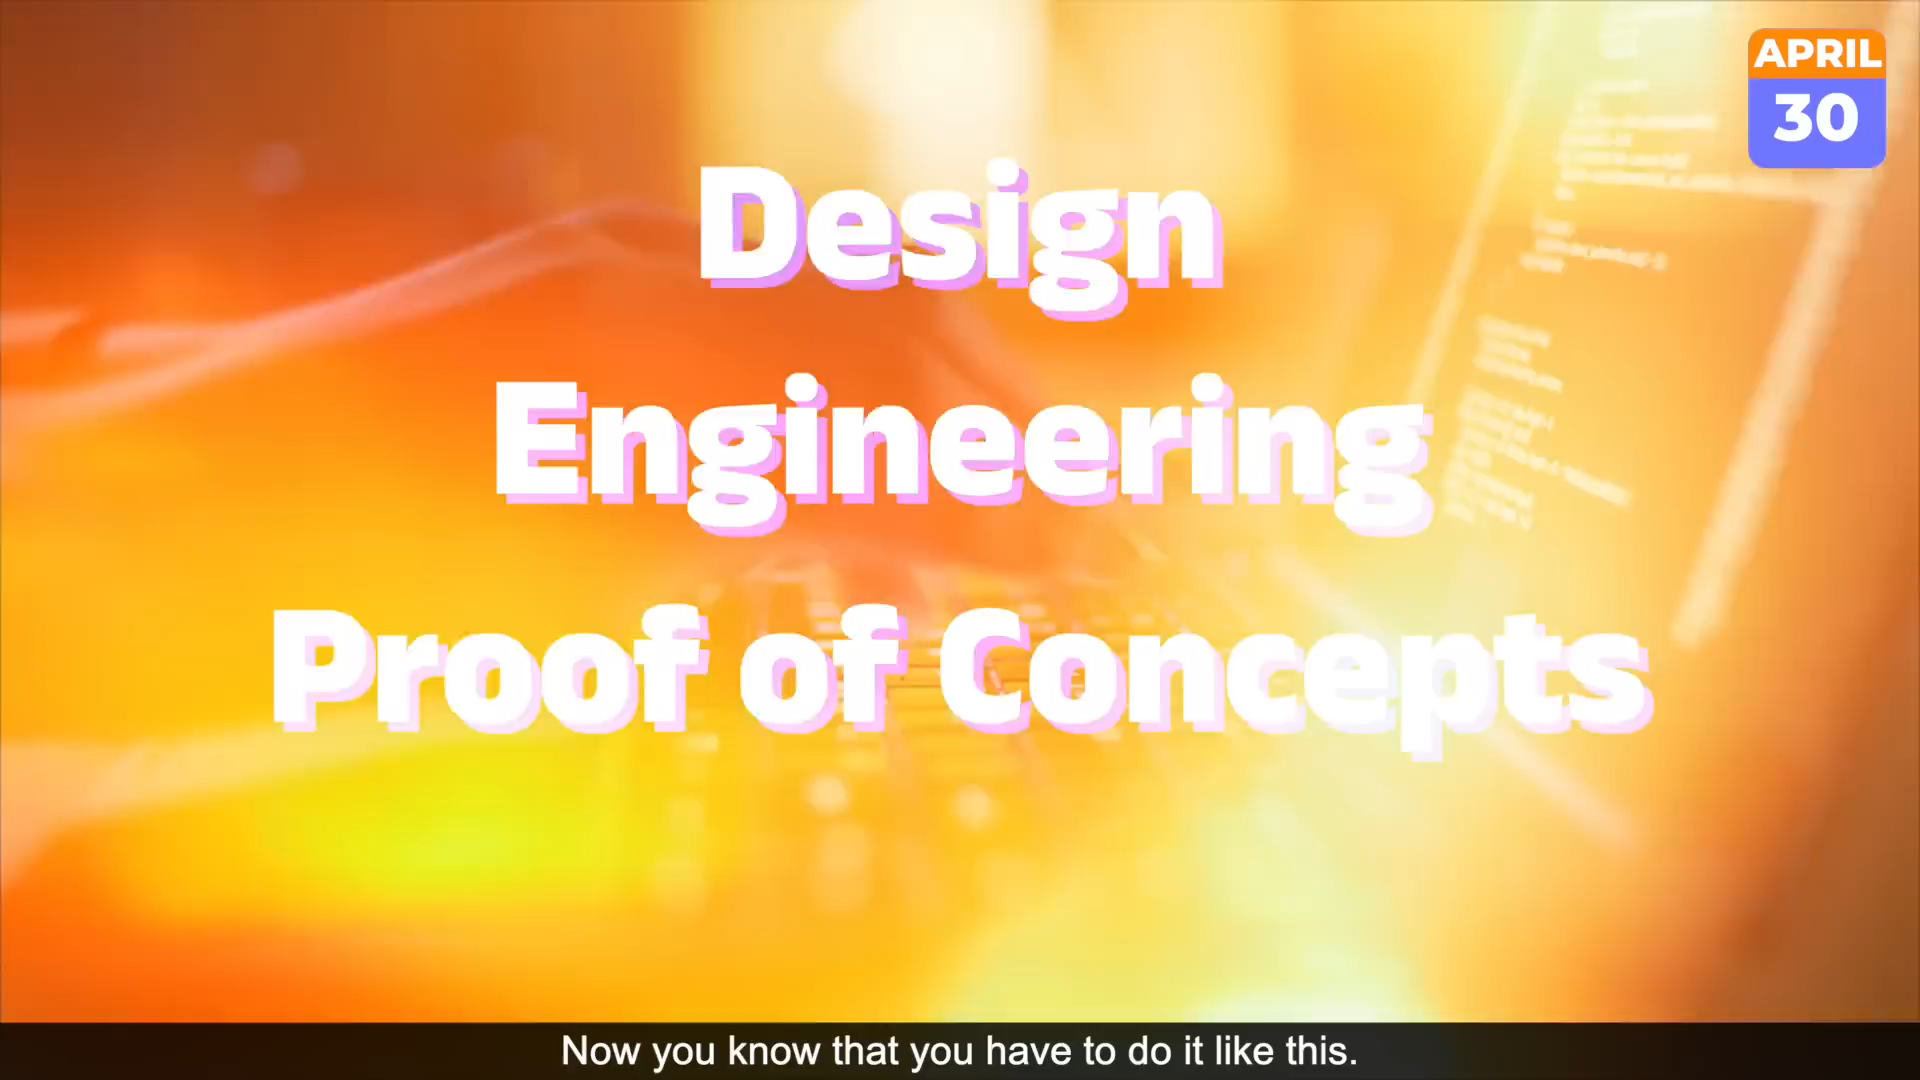 APRIL
30
Design
Engineering
Proof of Concepts
Now you know that you have to do it like this.